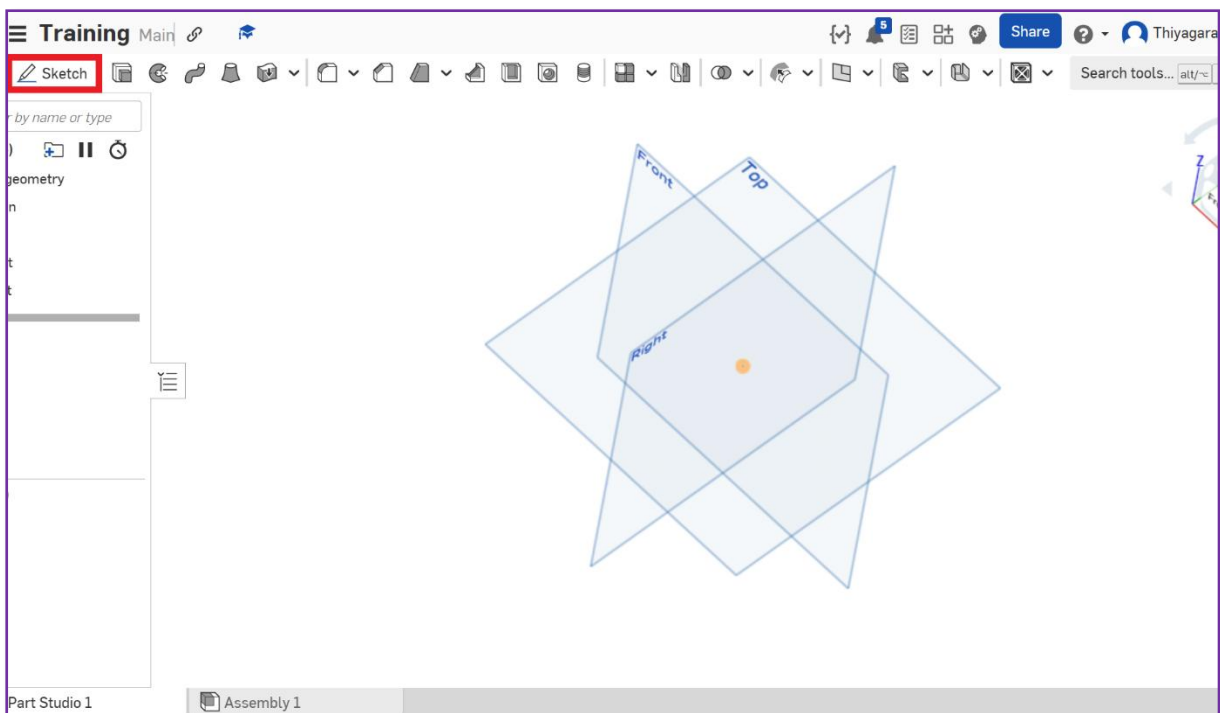 Training Main
5
Share
Thiyagara
Sketch
Search tools... alt/⌥
by name or type
geometry
n
t
t
Front
Top
Right
Z
Part Studio 1
Assembly 1